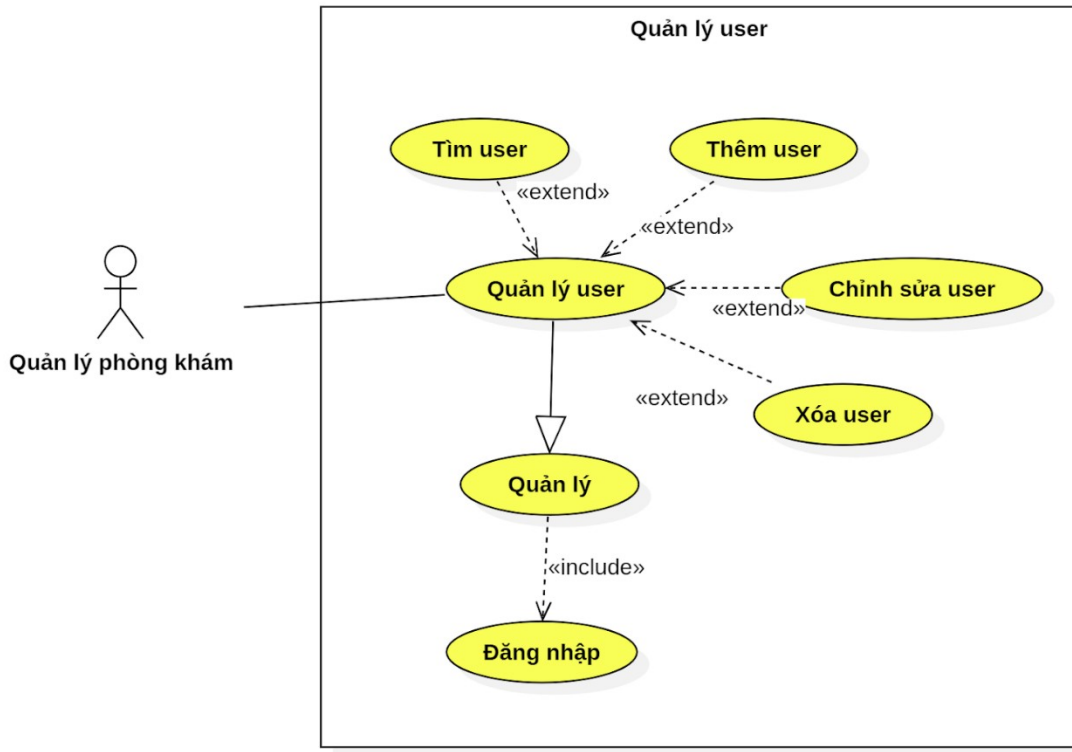 Quản lý user
Tìm user
Thêm user
«extend»
«extend»
Quản lý user
Chỉnh sửa user
«extend»
Quản lý phòng khám
«extend»
Xóa user
Quản lý
«include»
Đăng nhập